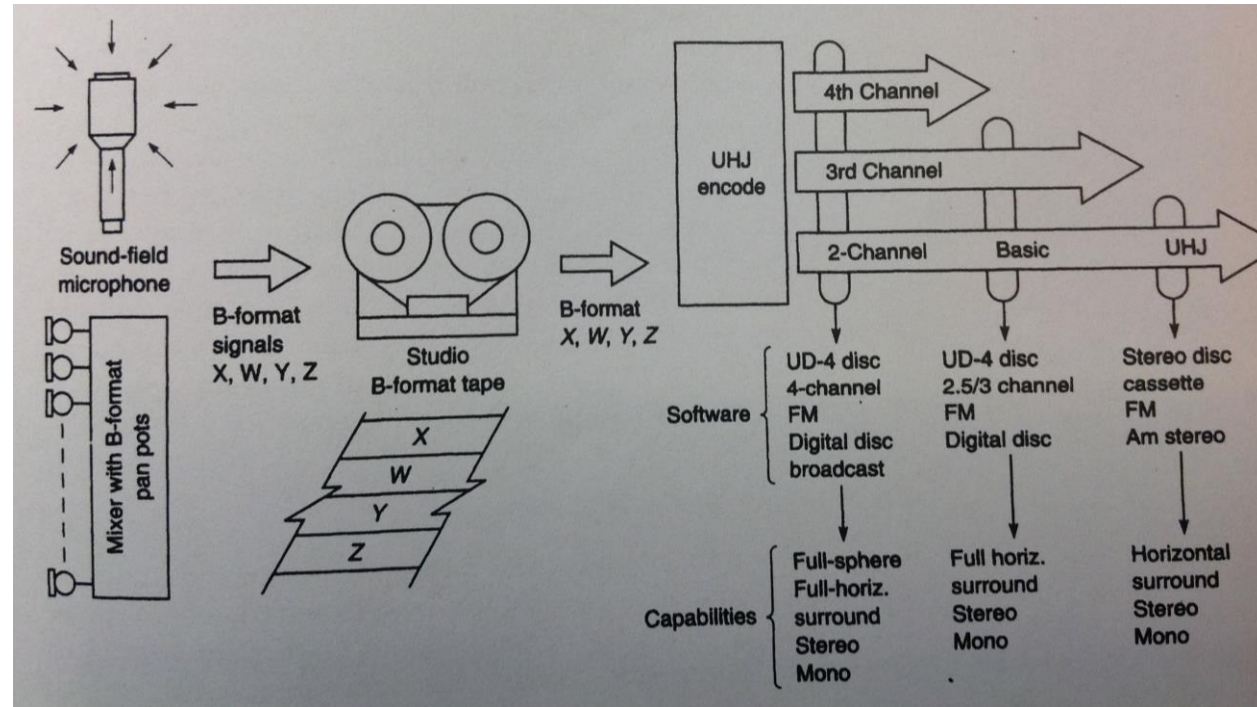 Sound-field
microphone
Mixer with B-format
pan pots
B-format
signals
X, W, Y, Z
Studio
B-format tape
X
W
Y
Z
B-format
X, W, Y, Z
UHJ
encode
4th Channel
3rd Channel
2-Channel Basic UHJ
Software
UD-4 disc
4-channel
FM
Digital disc
broadcast
UD-4 disc
2.5/3 channel
FM
Digital disc
Stereo disc
cassette
FM
Am stereo
Capabilities
Full-sphere
Full-horiz.
surround
Stereo
Mono
Full horiz.
surround
Stereo
Mono
Horizontal
surround
Stereo
Mono